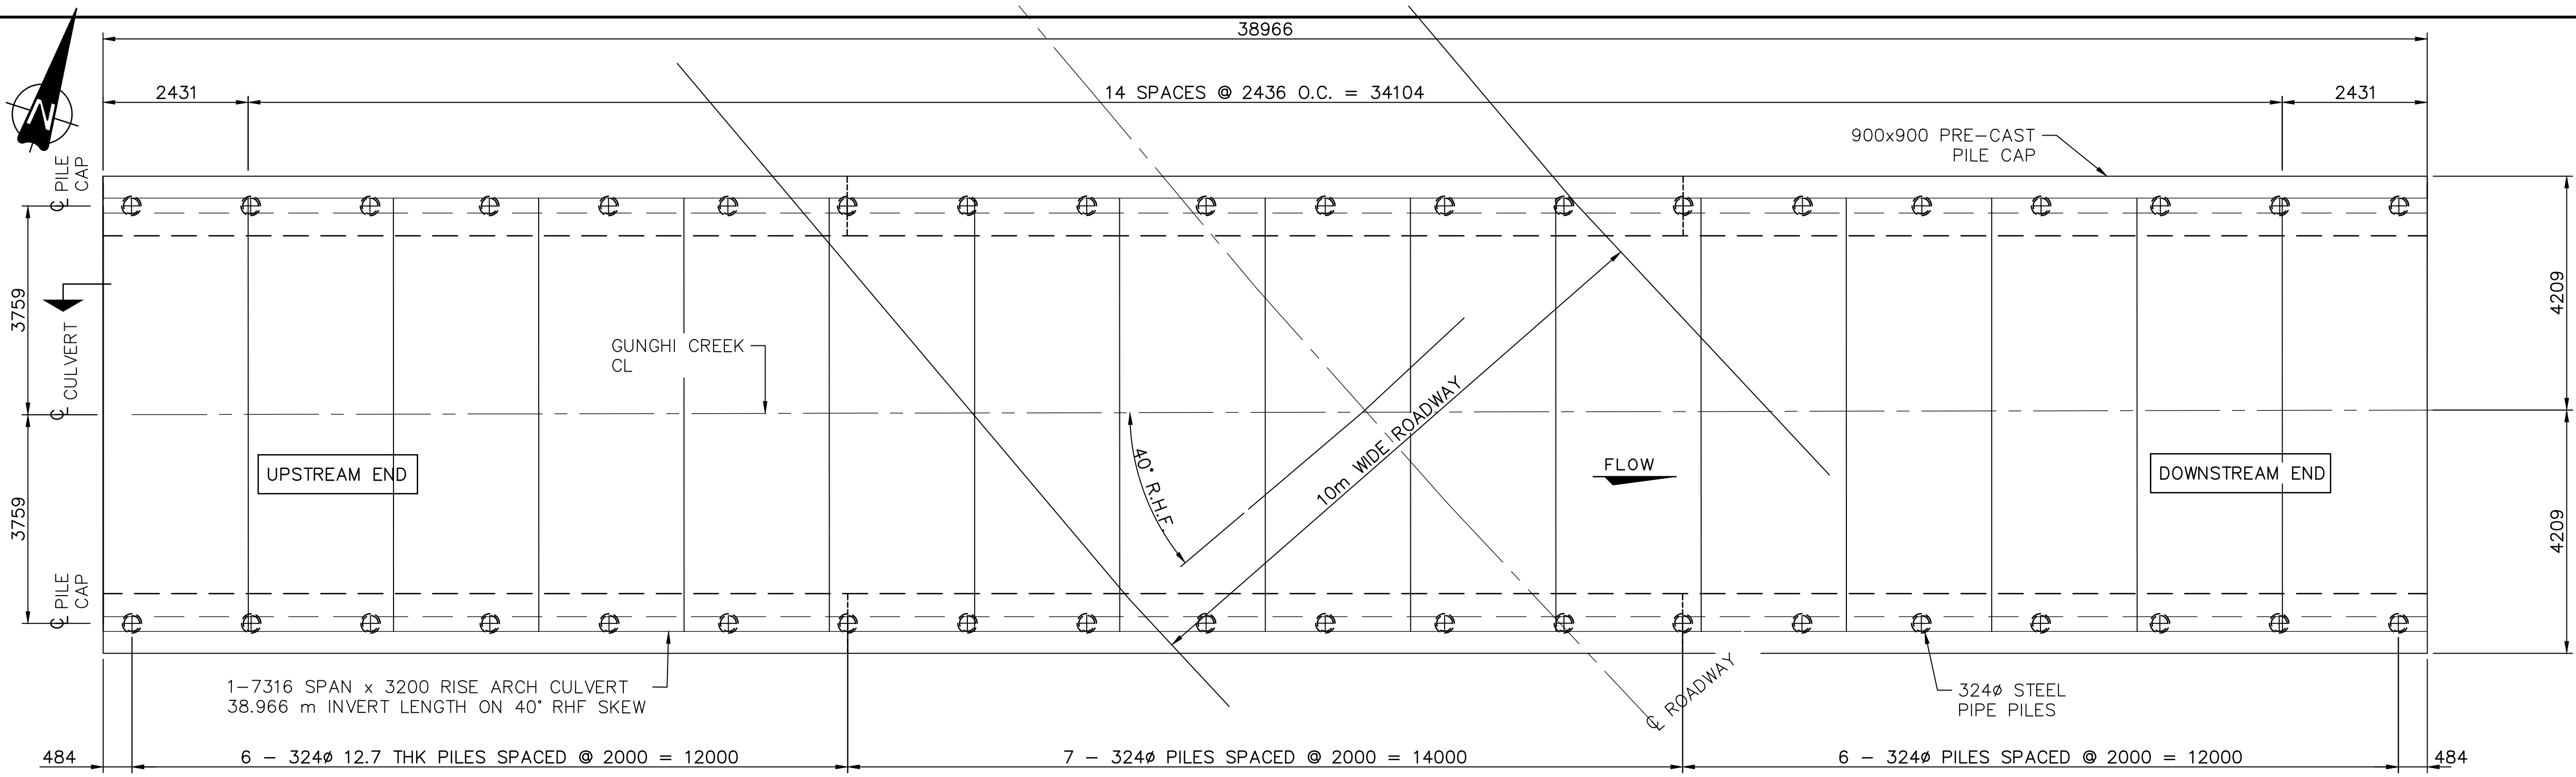 38966
2431
14 SPACES @ 2436 O.C. = 34104
2431
N
900x900 PRE-CAST
PILE CAP
℄ PILE
CAP
3759
℄ CULVERT
3759
℄ PILE
CAP
GUNGHI CREEK
CL
UPSTREAM END
40° R.H.F.
10m WIDE ROADWAY
FLOW
DOWNSTREAM END
4209
4209
1-7316 SPAN x 3200 RISE ARCH CULVERT
38.966 m INVERT LENGTH ON 40° RHF SKEW
℄ ROADWAY
324ø STEEL
PIPE PILES
484
6 - 324ø 12.7 THK PILES SPACED @ 2000 = 12000
7 - 324ø PILES SPACED @ 2000 = 14000
6 - 324ø PILES SPACED @ 2000 = 12000
484